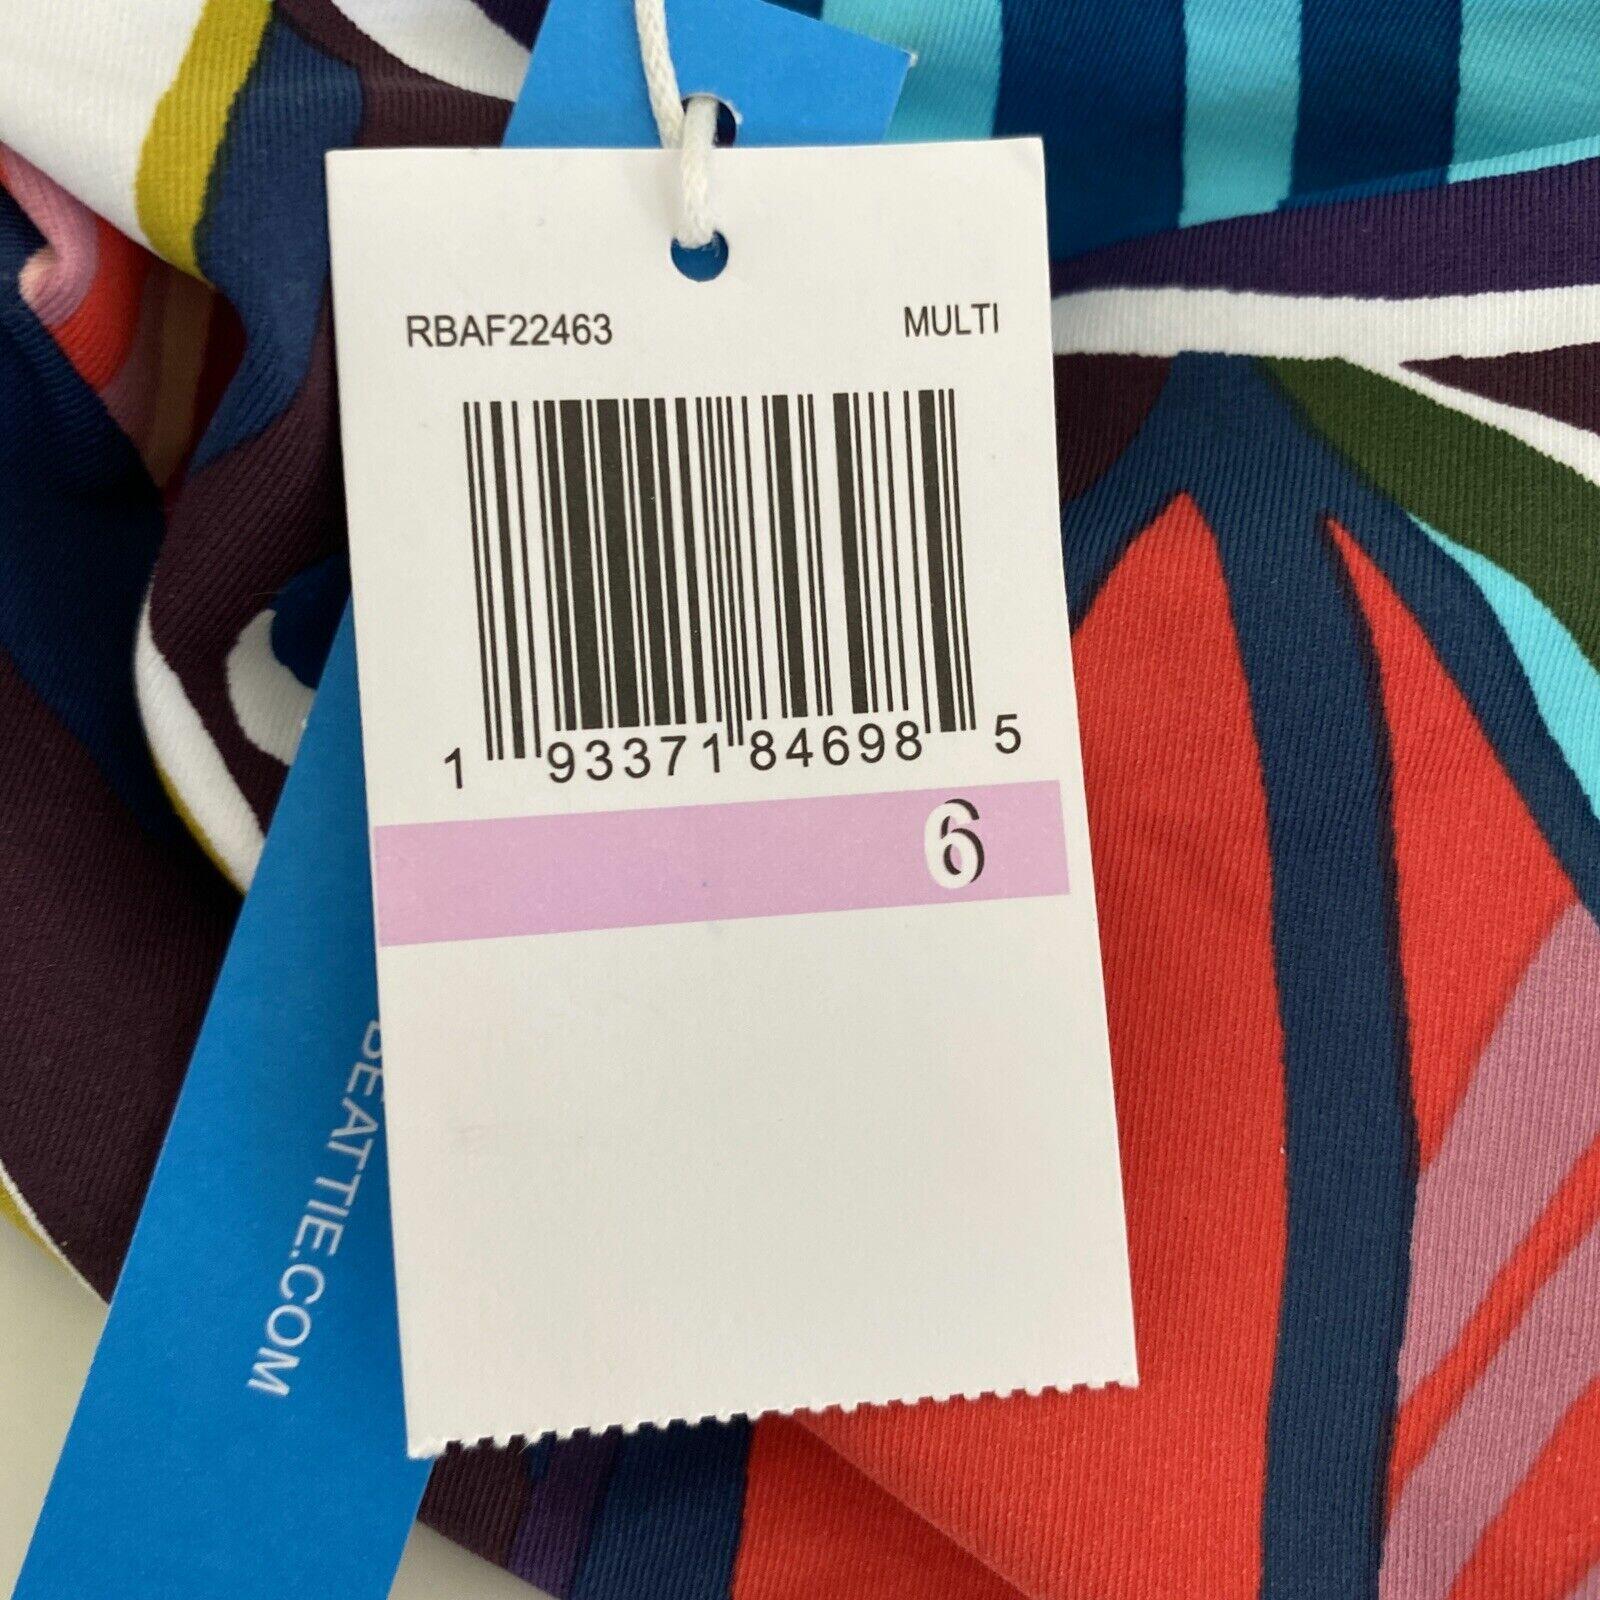 RBAF22463 MULTI
1 93371 84698 5
6
BEATTIE.COM